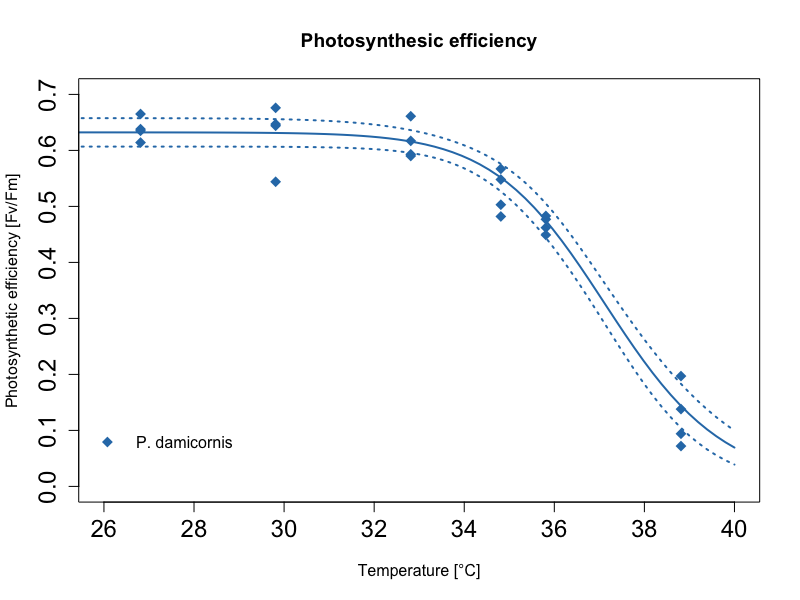 Photosynthesic efficiency
Photosynthetic efficiency [Fv/Fm]
0.7
0.6
0.5
0.4
0.3
0.2
0.1
0.0
P. damicornis
26 28 30 32 34 36 38 40
Temperature [°C]